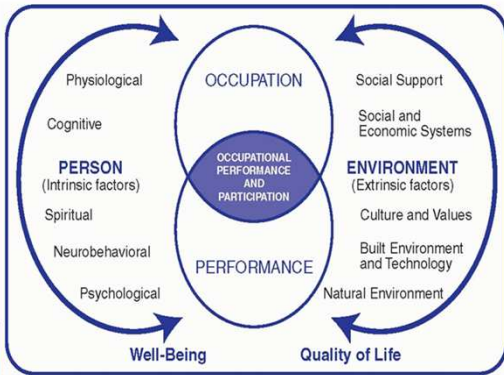 Physiological
Cognitive
PERSON
(Intrinsic factors)
Spiritual
Neurobehavioral
Psychological
OCCUPATION
OCCUPATIONAL
PERFORMANCE
AND
PARTICIPATION
PERFORMANCE
Social Support
Social and
Economic Systems
ENVIRONMENT
(Extrinsic factors)
Culture and Values
Built Environment
and Technology
Natural Environment
Well-Being
Quality of Life